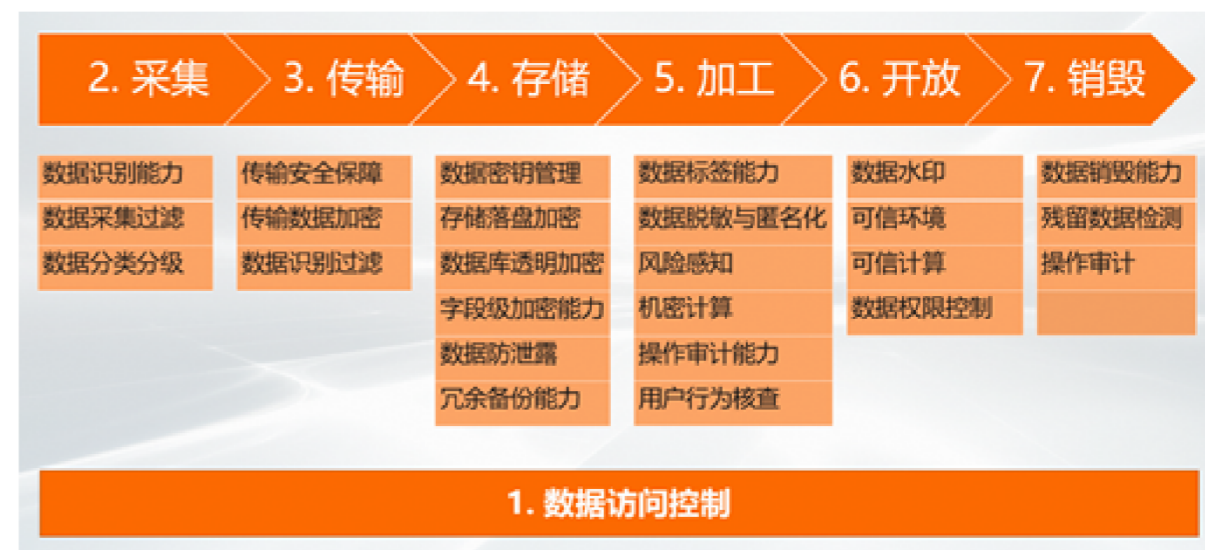 2. 采集
3. 传输
4. 存储
5. 加工
6. 开放
7. 销毁
数据识别能力
数据采集过滤
数据分类分级
传输安全保障
传输数据加密
数据识别过滤
数据密钥管理
存储落盘加密
数据库透明加密
字段级加密能力
数据防泄露
冗余备份能力
数据标签能力
数据脱敏与匿名化
风险感知
机密计算
操作审计能力
用户行为核查
数据水印
可信环境
可信计算
数据权限控制
数据销毁能力
残留数据检测
操作审计
1. 数据访问控制